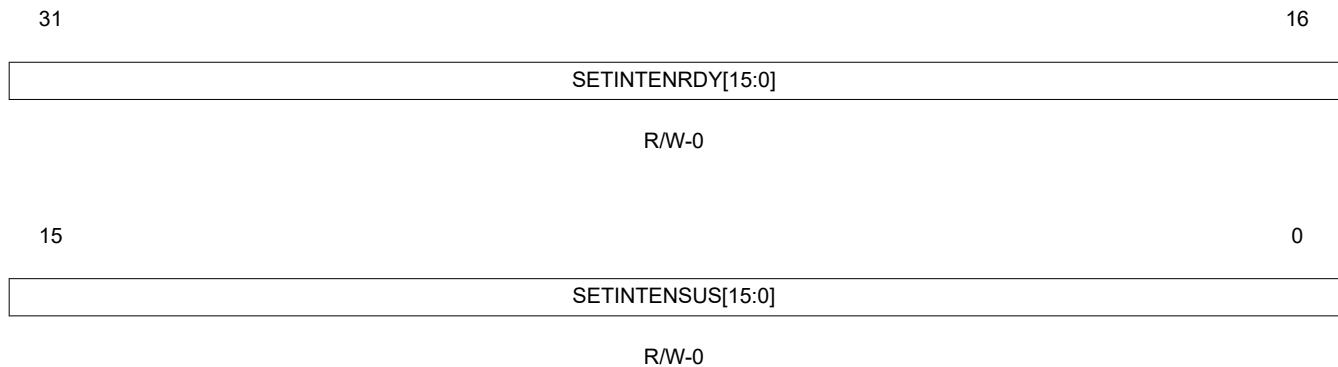 31 16
SETINTENRDY[15:0]
R/W-0
15 0
SETINTENSUS[15:0]
R/W-0